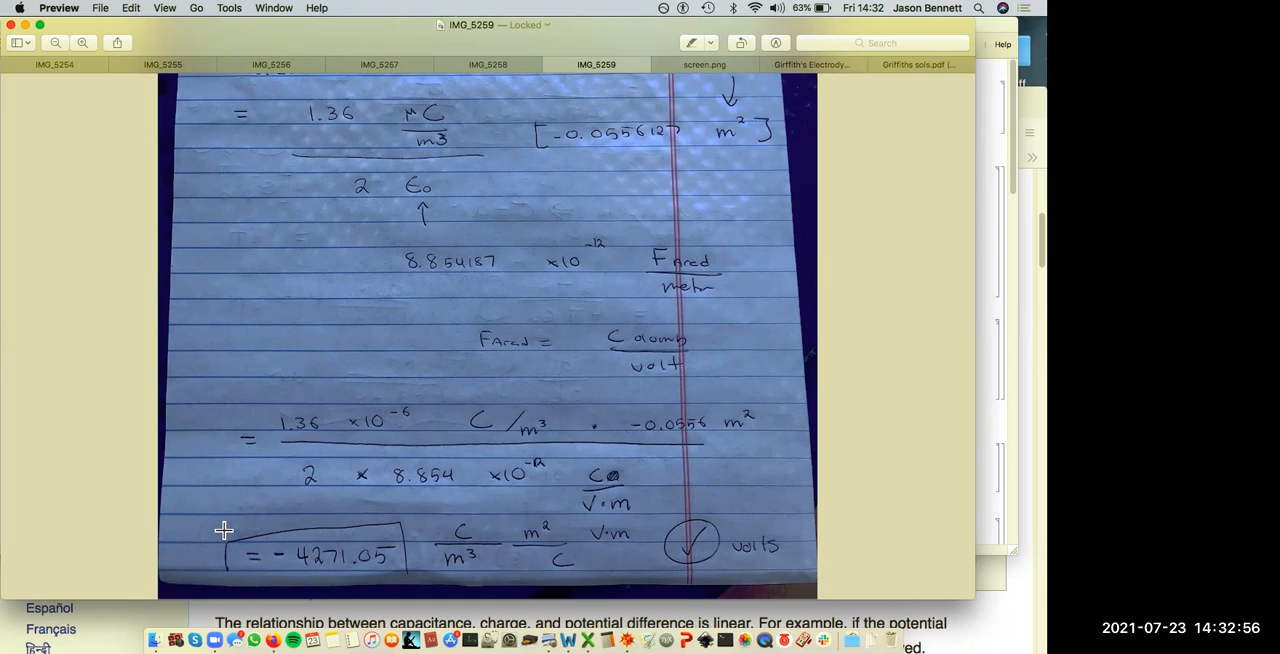 Preview File Edit View Go Tools Window Help 63% Fri 14:32 Jason Bennett
IMG_5259 — Locked
Search
Help
IMG_5254 IMG_5255 IMG_5256 IMG_5257 IMG_5258 IMG_5259 screen.png Griffith's Electrody... Griffiths sols.pdf (...
= 1.36 μC [-0.0556127 m²]
m3
2 ϵ₀
↑
8.854187 ×10⁻¹² Farad
meter
Farad = Coulomb
volt
1.36 ×10⁻⁶ C/m³ · -0.0556 m²
=
2 × 8.854 ×10⁻¹² C
V·m
= -4271.05 C m² V·m ✓ volts
m³ C
Español
Français
हिन्दी
The relationship between capacitance, charge, and potential difference is linear. For example, if the potential
ved.
2021-07-23 14:32:56